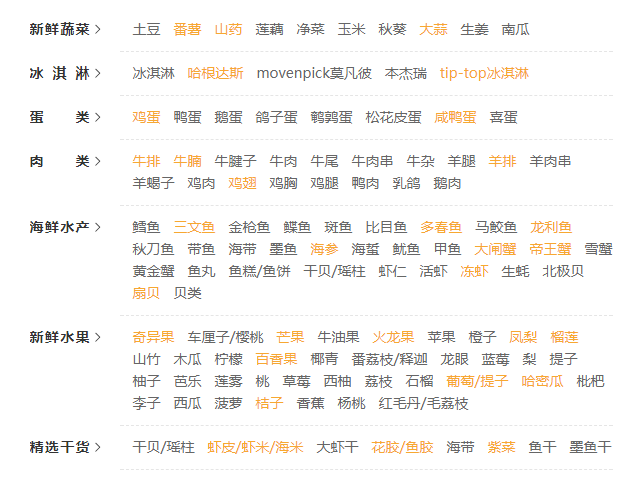 新鲜蔬菜 > 土豆 番薯 山药 莲藕 净菜 玉米 秋葵 大蒜 生姜 南瓜
冰淇淋 > 冰淇淋 哈根达斯 movenpick莫凡彼 本杰瑞 tip-top冰淇淋
蛋类 > 鸡蛋 鸭蛋 鹅蛋 鸽子蛋 鹌鹑蛋 松花皮蛋 咸鸭蛋 喜蛋
肉类 > 牛排 牛腩 牛腱子 牛肉 牛尾 牛肉串 牛杂 羊腿 羊排 羊肉串
羊蝎子 鸡肉 鸡翅 鸡胸 鸡腿 鸭肉 乳鸽 鹅肉
海鲜水产 > 鳕鱼 三文鱼 金枪鱼 鲽鱼 斑鱼 比目鱼 多春鱼 马鲛鱼 龙利鱼
秋刀鱼 带鱼 海带 墨鱼 海参 海蜇 鱿鱼 甲鱼 大闸蟹 帝王蟹 雪蟹
黄金蟹 鱼丸 鱼糕/鱼饼 干贝/瑶柱 虾仁 活虾 冻虾 生蚝 北极贝
扇贝 贝类
新鲜水果 > 奇异果 车厘子/樱桃 芒果 牛油果 火龙果 苹果 橙子 凤梨 榴莲
山竹 木瓜 柠檬 百香果 椰青 番荔枝/释迦 龙眼 蓝莓 梨 提子
柚子 芭乐 莲雾 桃 草莓 西柚 荔枝 石榴 葡萄/提子 哈密瓜 枇杷
李子 西瓜 菠萝 桔子 香蕉 杨桃 红毛丹/毛荔枝
精选干货 > 干贝/瑶柱 虾皮/虾米/海米 大虾干 花胶/鱼胶 海带 紫菜 鱼干 墨鱼干